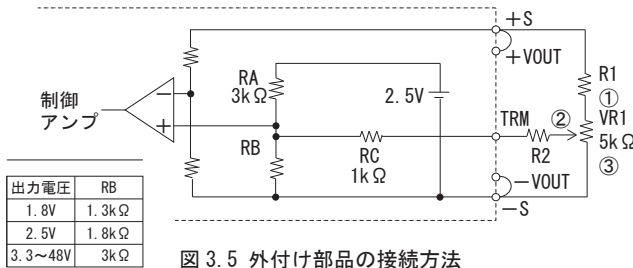 +S
+VOUT
RA
3kΩ
2.5V
R1
①
制御
アンプ
−
+
TRM
②
VR1
5kΩ
RB
RC
1kΩ
R2
③
−VOUT
−S
出力電圧 RB
1.8V 1.3kΩ
2.5V 1.8kΩ
3.3～48V 3kΩ
図 3.5 外付け部品の接続方法